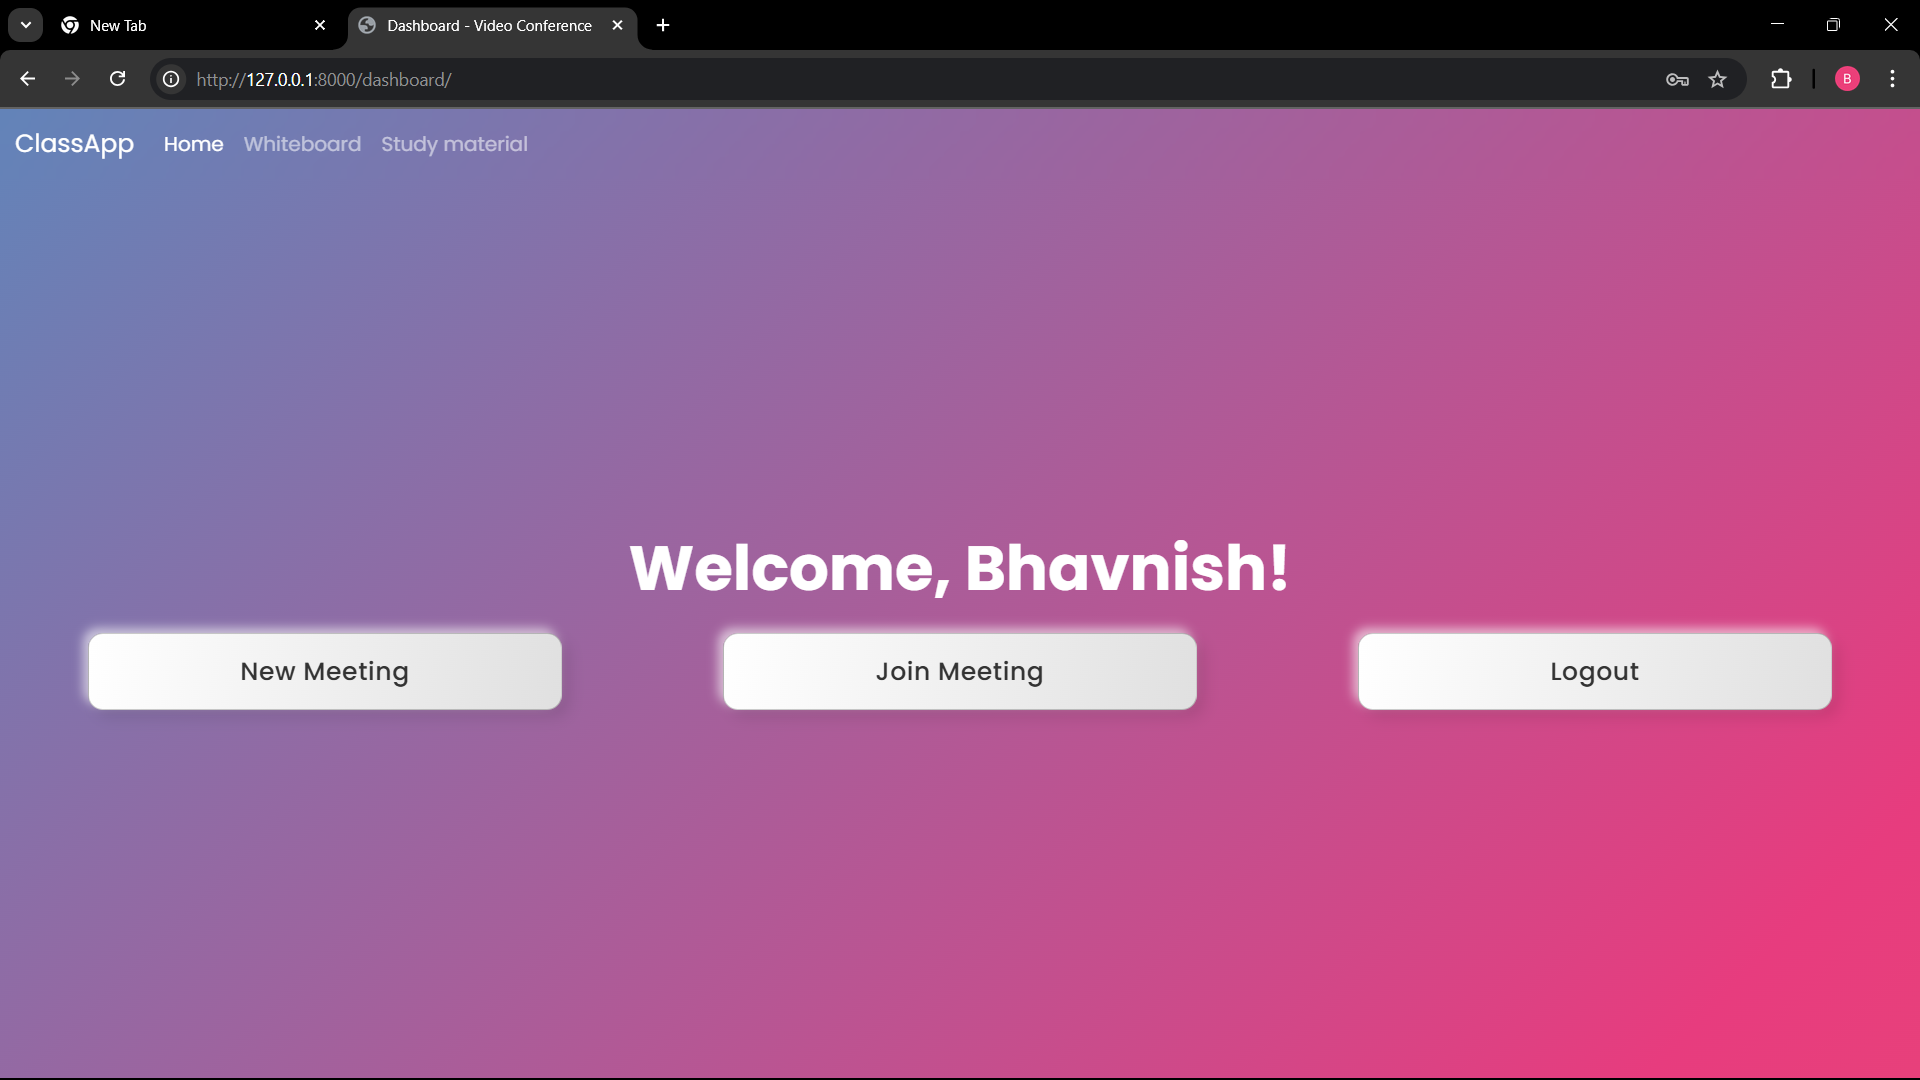 New Tab
Dashboard - Video Conference
http://127.0.0.1:8000/dashboard/
B
ClassApp Home Whiteboard Study material
Welcome, Bhavnish!
New Meeting Join Meeting Logout